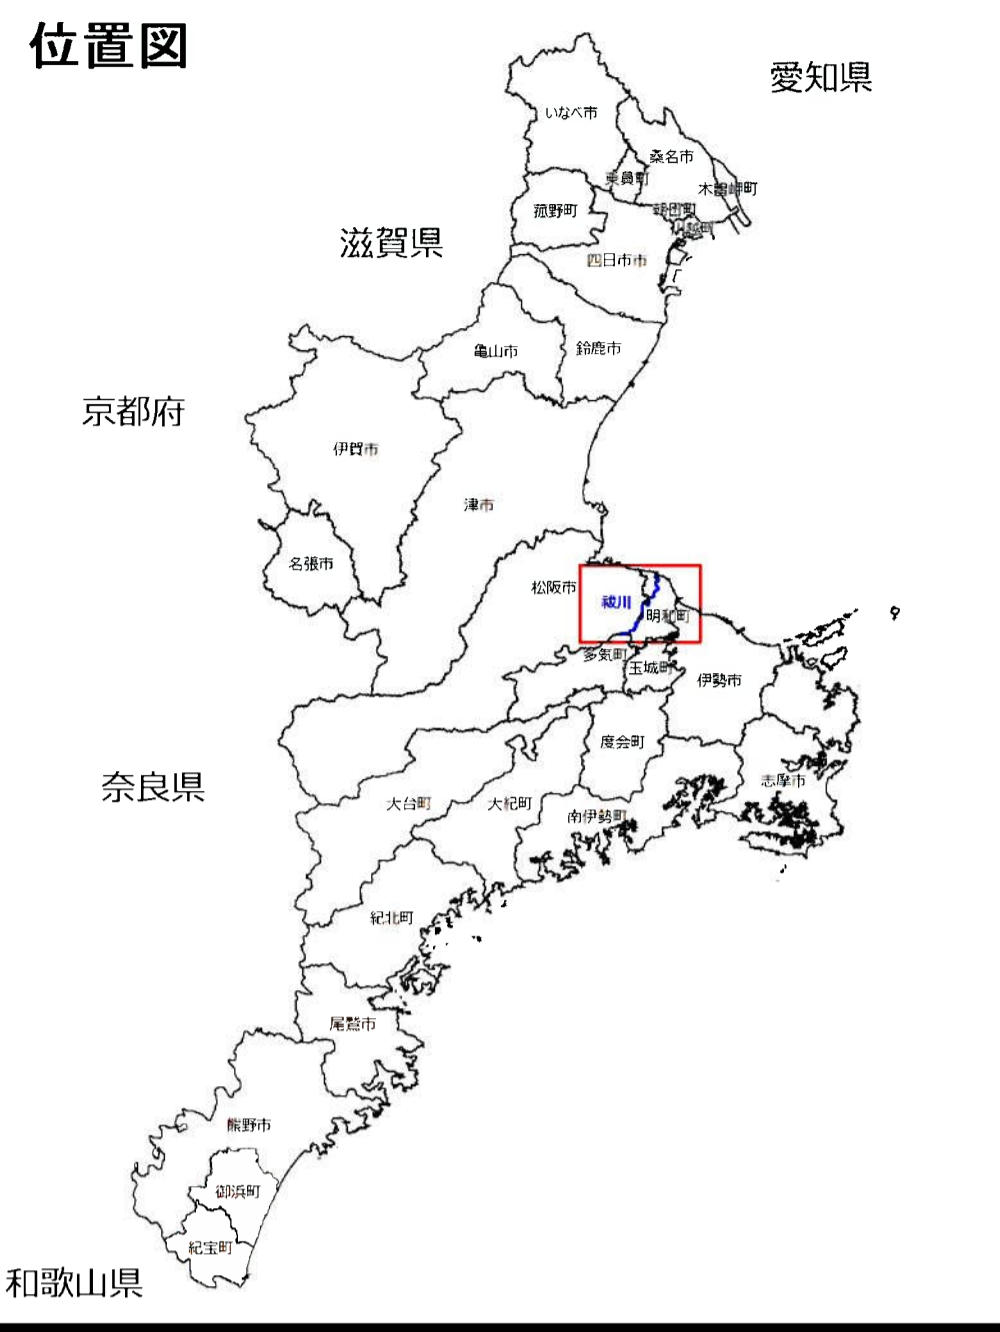 位置図
愛知県
いなべ市
桑名市
東員町
木曽岬町
菰野町
朝日町
川越町
滋賀県
四日市市
亀山市
鈴鹿市
京都府
伊賀市
津市
名張市
松阪市
祓川
明和町
多気町
玉城町
伊勢市
度会町
奈良県
志摩市
大台町
大紀町
南伊勢町
紀北町
尾鷲市
熊野市
御浜町
紀宝町
和歌山県